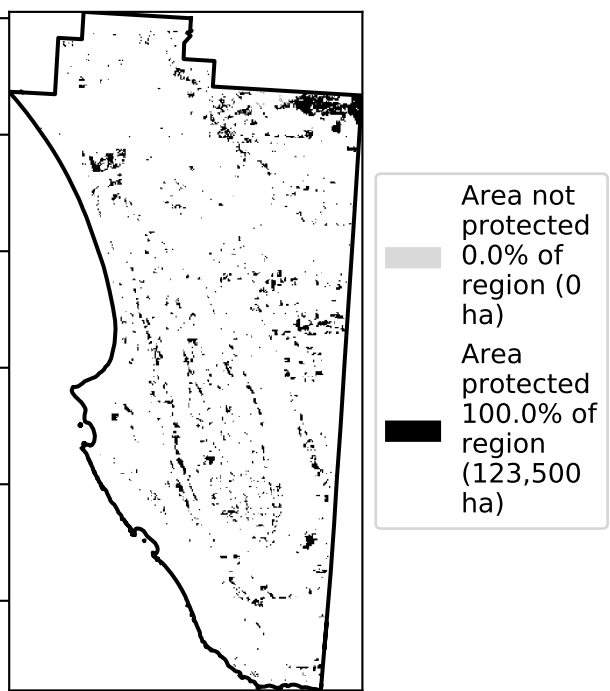 Area not
protected
0.0% of
region (0
ha)
Area
protected
100.0% of
region
(123,500
ha)